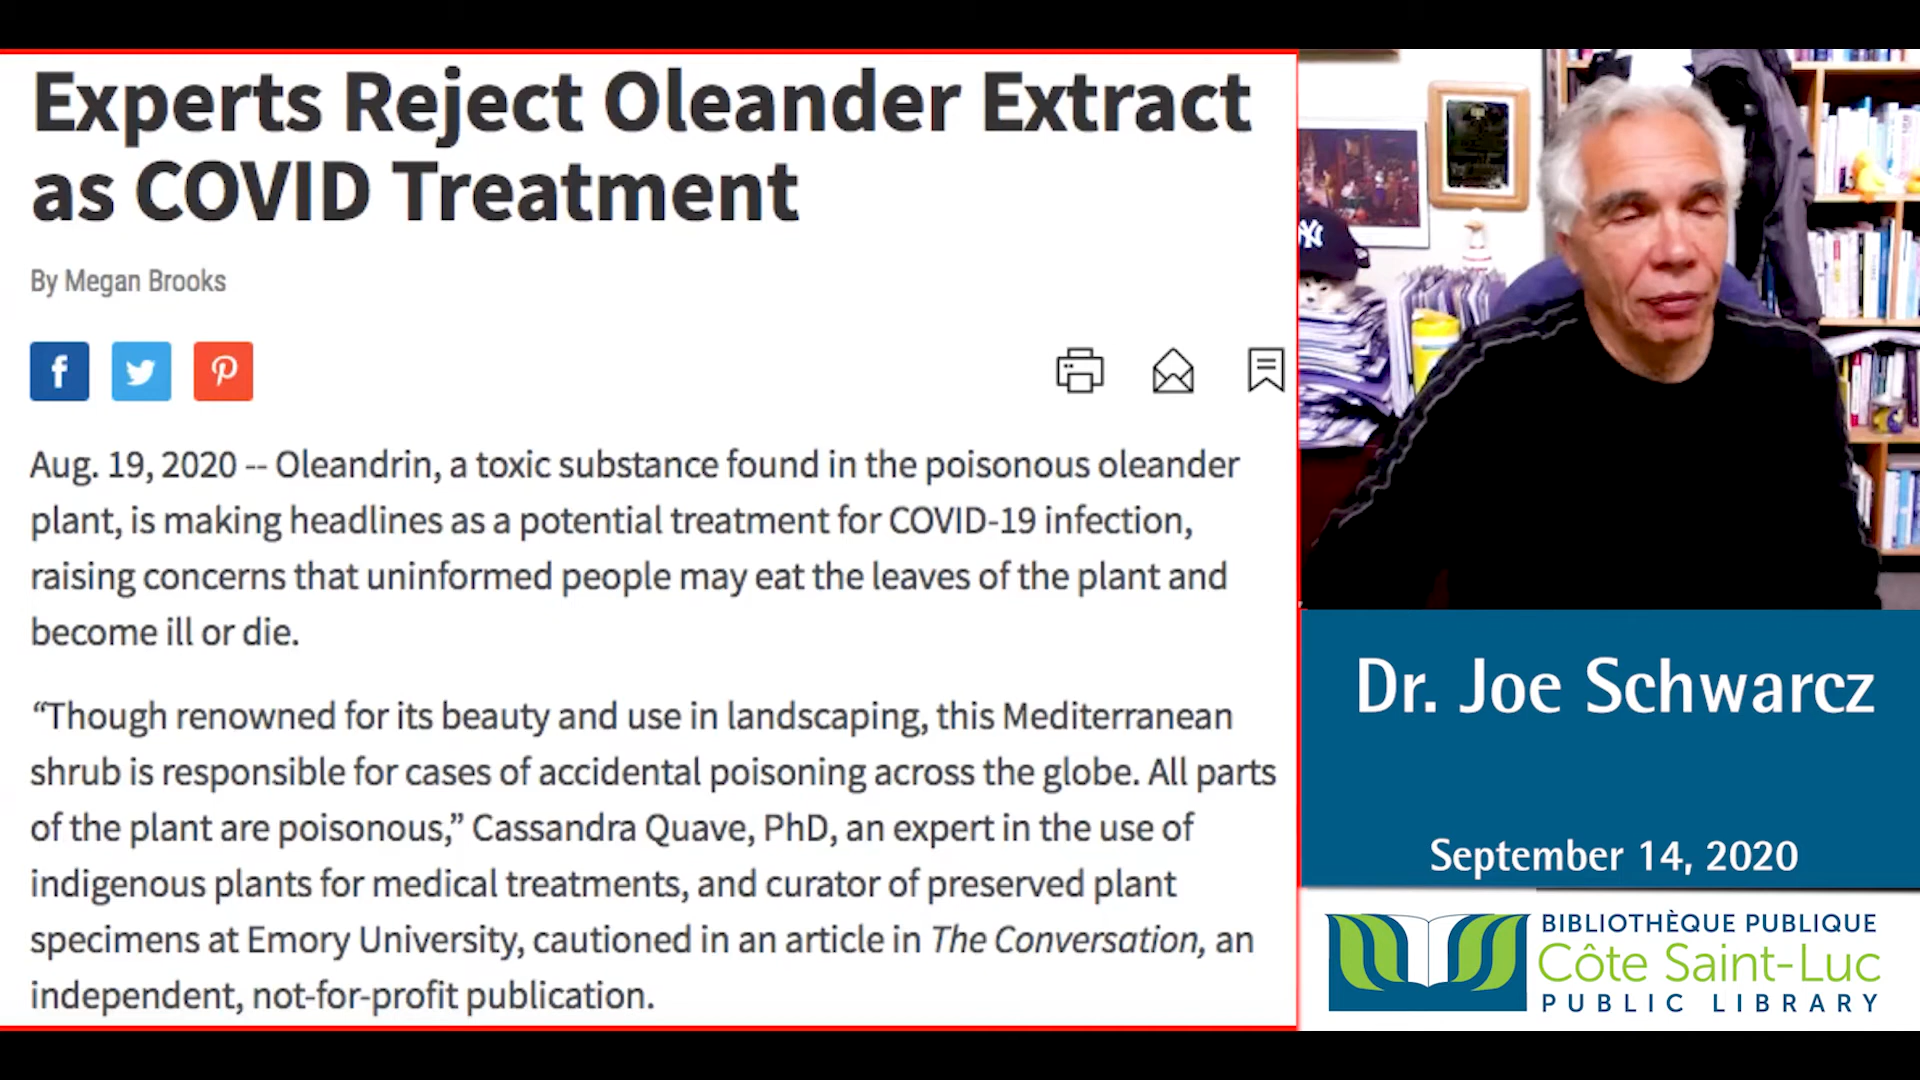 Experts Reject Oleander Extract
as COVID Treatment
By Megan Brooks
Aug. 19, 2020 -- Oleandrin, a toxic substance found in the poisonous oleander
plant, is making headlines as a potential treatment for COVID-19 infection,
raising concerns that uninformed people may eat the leaves of the plant and
become ill or die.
“Though renowned for its beauty and use in landscaping, this Mediterranean
shrub is responsible for cases of accidental poisoning across the globe. All parts
of the plant are poisonous,” Cassandra Quave, PhD, an expert in the use of
indigenous plants for medical treatments, and curator of preserved plant
specimens at Emory University, cautioned in an article in The Conversation, an
independent, not-for-profit publication.
NY
Dr. Joe Schwarcz
September 14, 2020
BIBLIOTHÈQUE PUBLIQUE
Côte Saint-Luc
PUBLIC LIBRARY